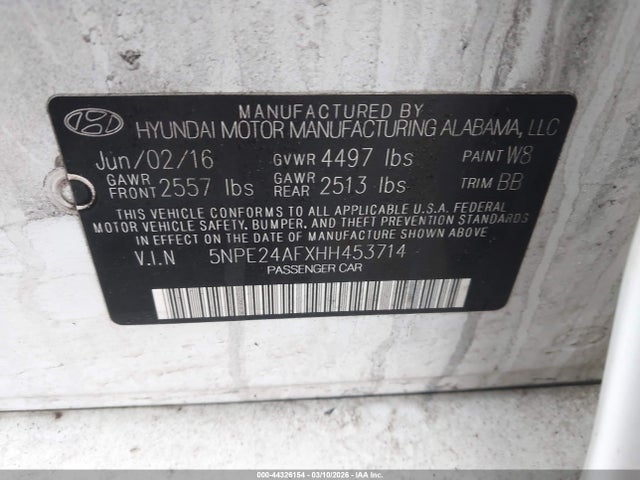 MANUFACTURED BY
HYUNDAI MOTOR MANUFACTURING ALABAMA, LLC
Jun/02/16 GVWR 4497 lbs PAINT W8
GAWR FRONT 2557 lbs GAWR REAR 2513 lbs TRIM BB
THIS VEHICLE CONFORMS TO ALL APPLICABLE U.S.A. FEDERAL
MOTOR VEHICLE SAFETY, BUMPER, AND THEFT PREVENTION STANDARDS
IN EFFECT ON THE DATE OF MANUFACTURE SHOWN ABOVE.
V.I.N 5NPE24AFXHH453714
PASSENGER CAR
000-44326154 - 03/10/2026 - IAAI.COM